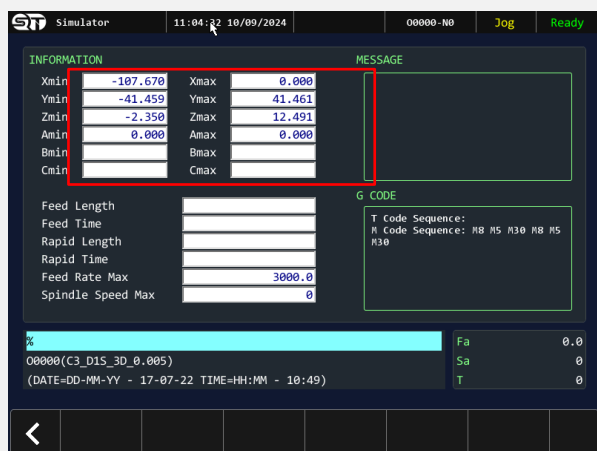 SIT Simulator 11:04:32 10/09/2024 O0000-N0 Jog Ready
INFORMATION
Xmin -107.670 Xmax 0.000
Ymin -41.459 Ymax 41.461
Zmin -2.350 Zmax 12.491
Amin 0.000 Amax 0.000
Bmin Bmax
Cmin Cmax
Feed Length
Feed Time
Rapid Length
Rapid Time
Feed Rate Max 3000.0
Spindle Speed Max 0
MESSAGE
G CODE
T Code Sequence:
M Code Sequence: M8 M5 M30 M8 M5
M30
%
O0000(C3_D1S_3D_0.005)
(DATE=DD-MM-YY - 17-07-22 TIME=HH:MM - 10:49)
Fa 0.0
Sa 0
T 0